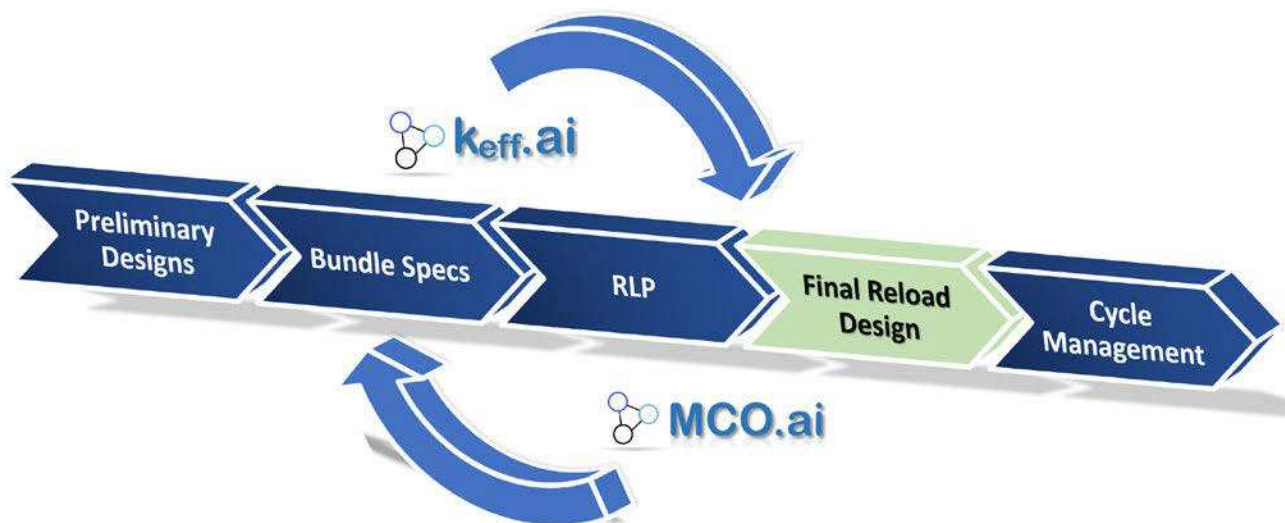 keff.ai
Preliminary
Designs
Bundle Specs
RLP
Final Reload
Design
Cycle
Management
MCO.ai